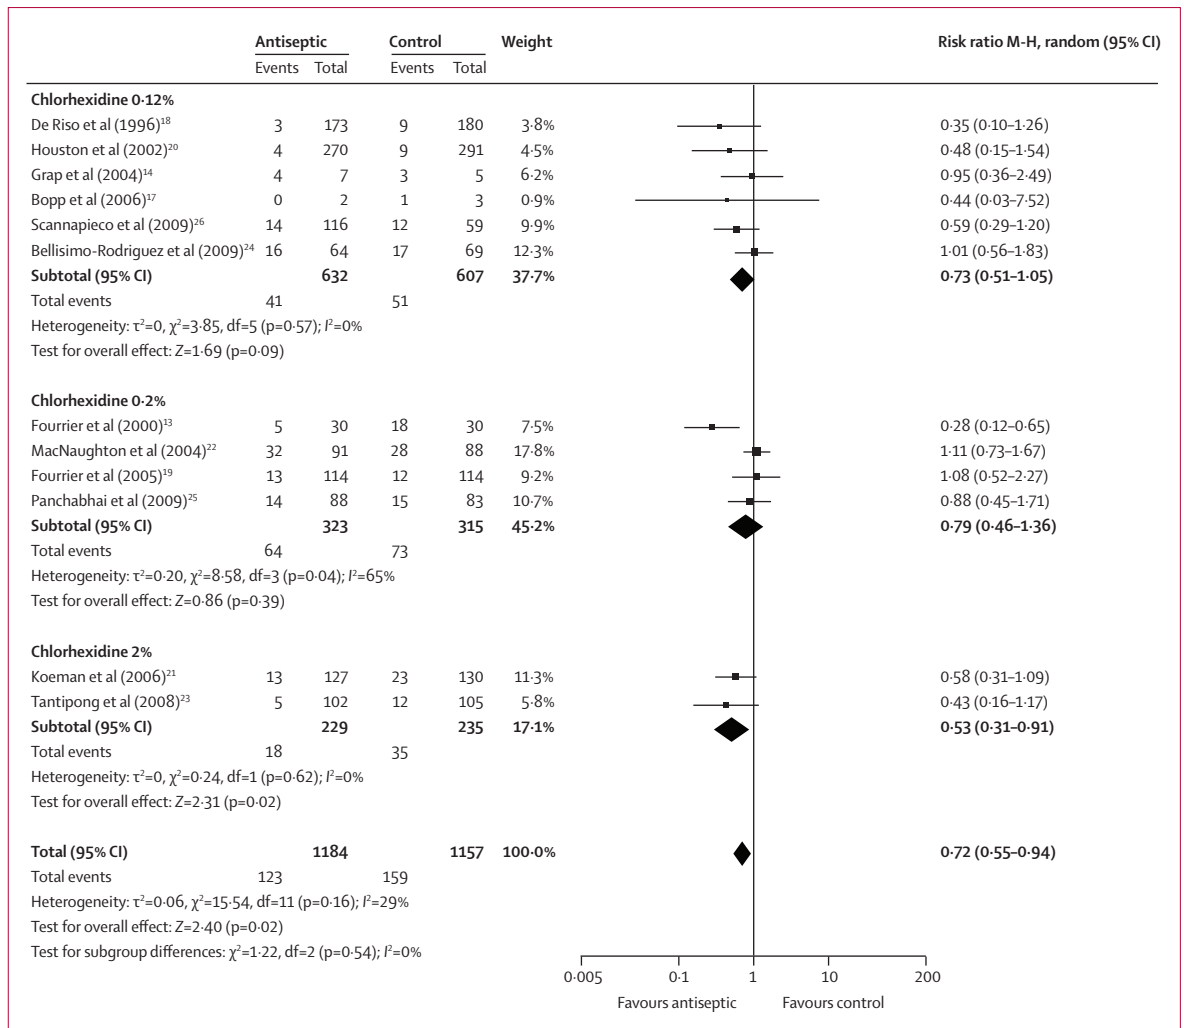 Antiseptic Control Weight Risk ratio M-H, random (95% CI)
Events Total Events Total
Chlorhexidine 0·12%
De Riso et al (1996)18 3 173 9 180 3·8% 0·35 (0·10–1·26)
Houston et al (2002)20 4 270 9 291 4·5% 0·48 (0·15–1·54)
Grap et al (2004)14 4 7 3 5 6·2% 0·95 (0·36–2·49)
Bopp et al (2006)17 0 2 1 3 0·9% 0·44 (0·03–7·52)
Scannapieco et al (2009)26 14 116 12 59 9·9% 0·59 (0·29–1·20)
Bellisimo-Rodriguez et al (2009)24 16 64 17 69 12·3% 1·01 (0·56–1·83)
Subtotal (95% CI) 632 607 37·7% 0·73 (0·51–1·05)
Total events 41 51
Heterogeneity: τ²=0, χ²=3·85, df=5 (p=0·57); I²=0%
Test for overall effect: Z=1·69 (p=0·09)
Chlorhexidine 0·2%
Fourrier et al (2000)13 5 30 18 30 7·5% 0·28 (0·12–0·65)
MacNaughton et al (2004)22 32 91 28 88 17·8% 1·11 (0·73–1·67)
Fourrier et al (2005)19 13 114 12 114 9·2% 1·08 (0·52–2·27)
Panchabhai et al (2009)25 14 88 15 83 10·7% 0·88 (0·45–1·71)
Subtotal (95% CI) 323 315 45·2% 0·79 (0·46–1·36)
Total events 64 73
Heterogeneity: τ²=0·20, χ²=8·58, df=3 (p=0·04); I²=65%
Test for overall effect: Z=0·86 (p=0·39)
Chlorhexidine 2%
Koeman et al (2006)21 13 127 23 130 11·3% 0·58 (0·31–1·09)
Tantipong et al (2008)23 5 102 12 105 5·8% 0·43 (0·16–1·17)
Subtotal (95% CI) 229 235 17·1% 0·53 (0·31–0·91)
Total events 18 35
Heterogeneity: τ²=0, χ²=0·24, df=1 (p=0·62); I²=0%
Test for overall effect: Z=2·31 (p=0·02)
Total (95% CI) 1184 1157 100·0% 0·72 (0·55–0·94)
Total events 123 159
Heterogeneity: τ²=0·06, χ²=15·54, df=11 (p=0·16); I²=29%
Test for overall effect: Z=2·40 (p=0·02)
Test for subgroup differences: χ²=1·22, df=2 (p=0·54); I²=0%
0·005 0·1 1 10 200
Favours antiseptic Favours control